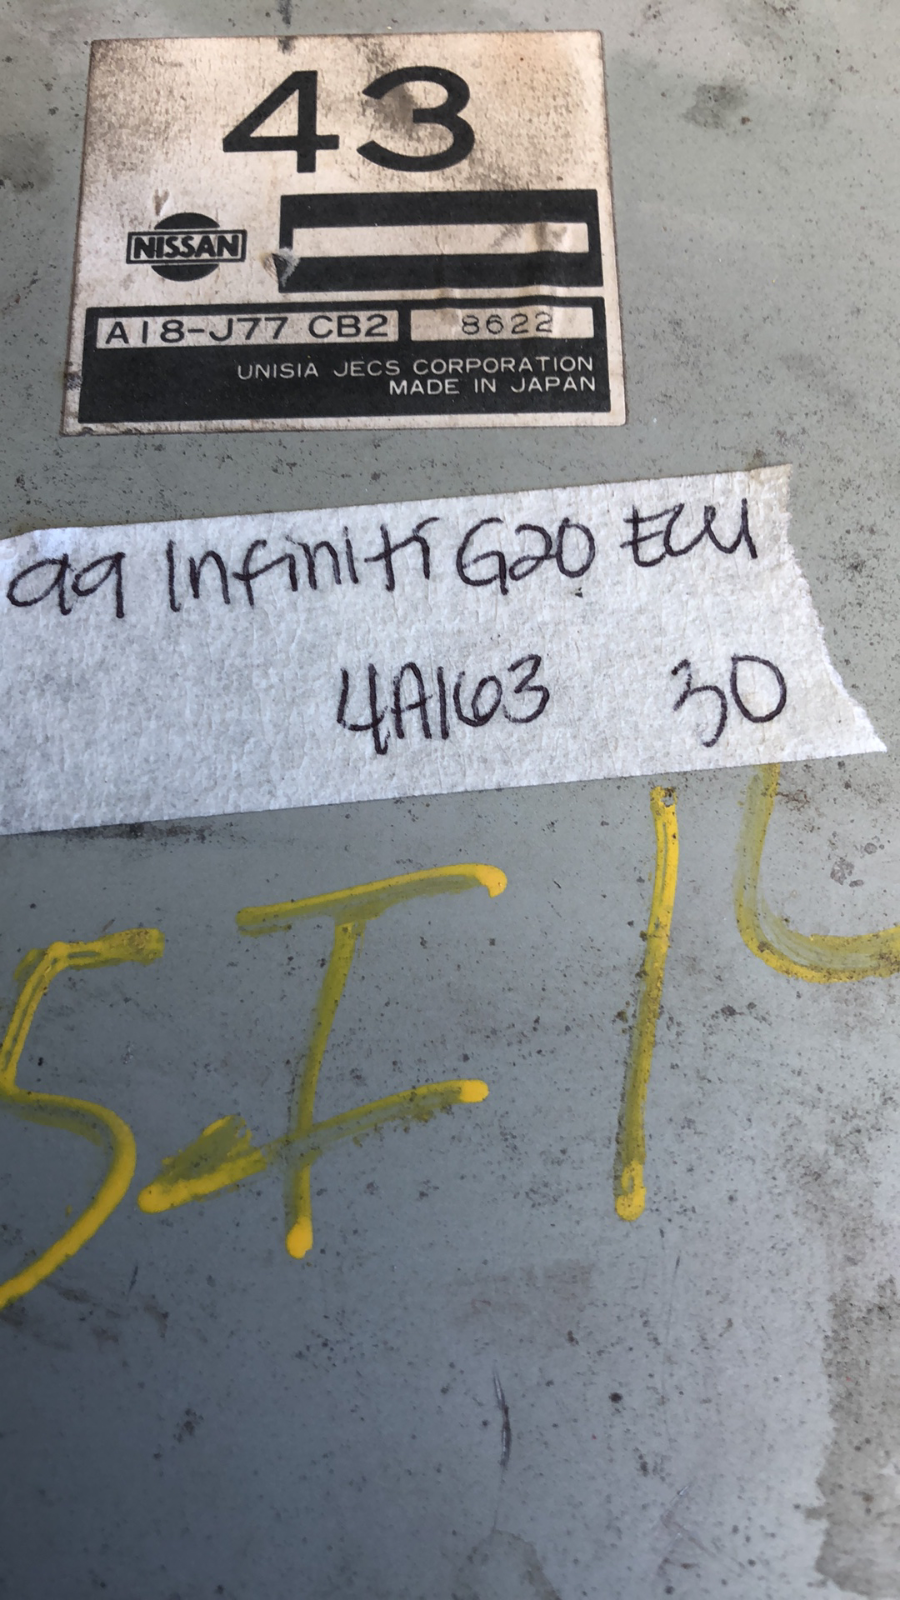 43
NISSAN
A18-J77 CB2 8622
UNISIA JECS CORPORATION
MADE IN JAPAN
99 Infiniti G20 ECU
4A163 30